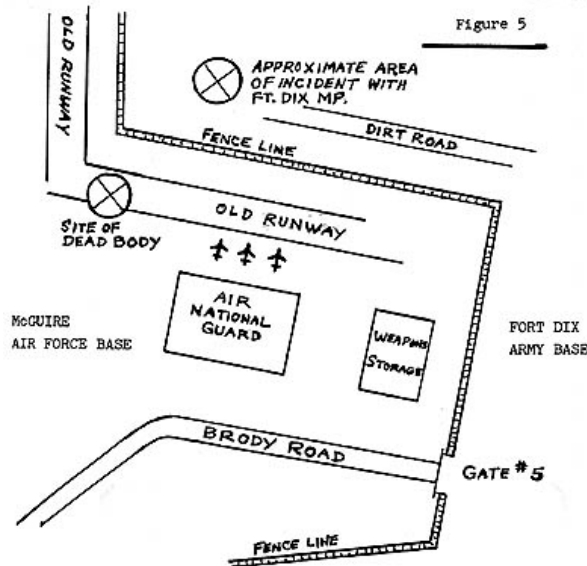 Figure 5
OLD RUNWAY
APPROXIMATE AREA
OF INCIDENT WITH
FT. DIX MP.
DIRT ROAD
FENCE LINE
OLD RUNWAY
SITE OF
DEAD BODY
AIR
NATIONAL
GUARD
WEAPONS
STORAGE
McGUIRE
AIR FORCE BASE
FORT DIX
ARMY BASE
BRODY ROAD
GATE #5
FENCE LINE